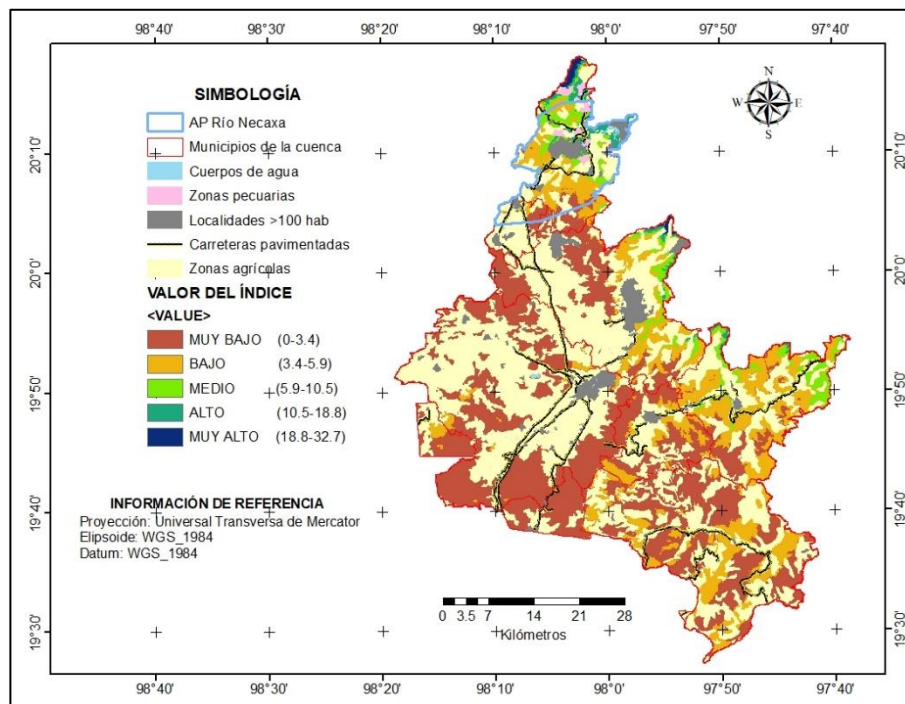 98°40' 98°30' 98°20' 98°10' 98°0' 97°50' 97°40'
SIMBOLOGÍA
AP Río Necaxa
Municipios de la cuenca
Cuerpos de agua
Zonas pecuarias
Localidades >100 hab
Carreteras pavimentadas
Zonas agrícolas
VALOR DEL ÍNDICE
<VALUE>
MUY BAJO (0-3.4)
BAJO (3.4-5.9)
MEDIO (5.9-10.5)
ALTO (10.5-18.8)
MUY ALTO (18.8-32.7)
INFORMACIÓN DE REFERENCIA
Proyección: Universal Transversa de Mercator
Elipsoide: WGS_1984
Datum: WGS_1984
N
W E
S
20°10' 20°10'
20°0' 20°0'
19°50' 19°50'
19°40' 19°40'
19°30' 19°30'
0 3.5 7 14 21 28
Kilómetros
98°40' 98°30' 98°20' 98°10' 98°0' 97°50' 97°40'